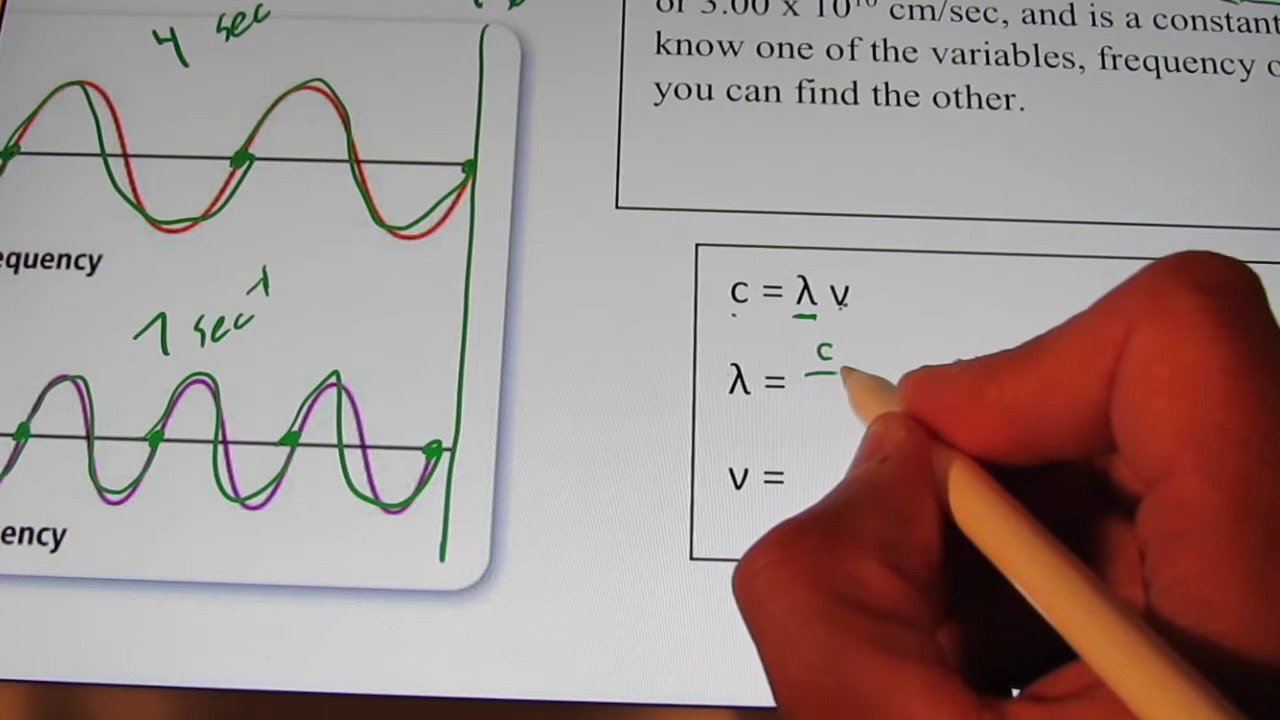 4 sec
equency
1 sec λ
ency
of 3.00 x 10¹⁰ cm/sec, and is a constant
know one of the variables, frequency o
you can find the other.
c = λ ν
λ = c
ν =